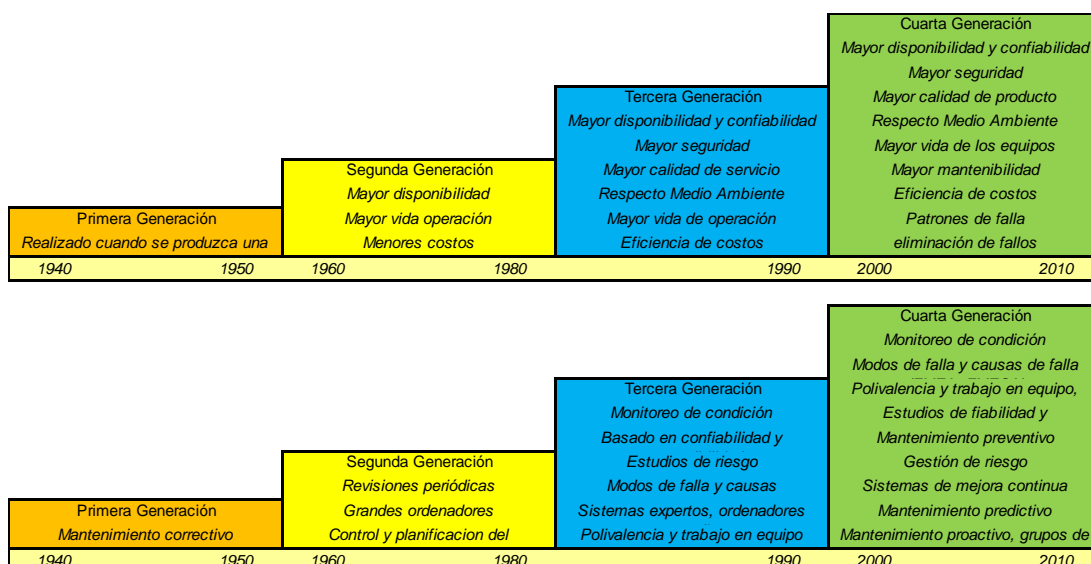 Cuarta Generación
Mayor disponibilidad y confiabilidad
Mayor seguridad
Mayor calidad de producto
Respecto Medio Ambiente
Mayor vida de los equipos
Mayor mantenibilidad
Eficiencia de costos
Patrones de falla
eliminación de fallos
Tercera Generación
Mayor disponibilidad y confiabilidad
Mayor seguridad
Mayor calidad de servicio
Respecto Medio Ambiente
Mayor vida de operación
Eficiencia de costos
Segunda Generación
Mayor disponibilidad
Mayor vida operación
Menores costos
Primera Generación
Realizado cuando se produzca una
1940 1950 1960 1980 1990 2000 2010
Cuarta Generación
Monitoreo de condición
Modos de falla y causas de falla
Polivalencia y trabajo en equipo,
Estudios de fiabilidad y
Mantenimiento preventivo
Gestión de riesgo
Sistemas de mejora continua
Mantenimiento predictivo
Mantenimiento proactivo, grupos de
Tercera Generación
Monitoreo de condición
Basado en confiabilidad y
Estudios de riesgo
Modos de falla y causas
Sistemas expertos, ordenadores
Polivalencia y trabajo en equipo
Segunda Generación
Revisiones periódicas
Grandes ordenadores
Control y planificacion del
Primera Generación
Mantenimiento correctivo
1940 1950 1960 1980 1990 2000 2010